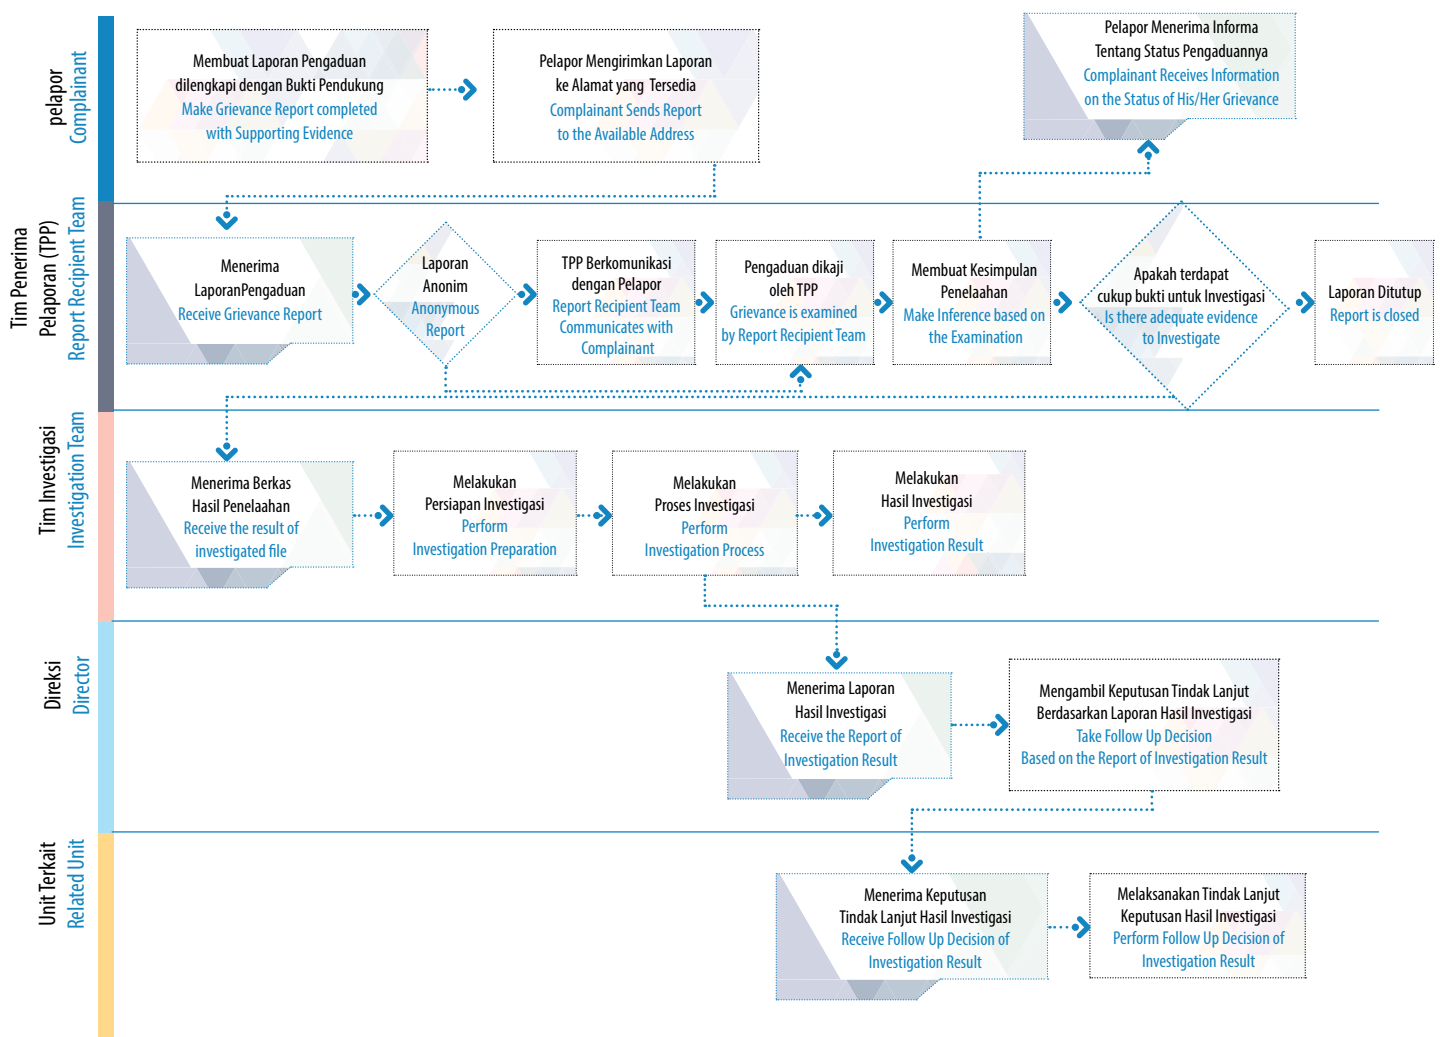 pelapor
Complainant
Membuat Laporan Pengaduan
dilengkapi dengan Bukti Pendukung
Make Grievance Report completed
with Supporting Evidence
Pelapor Mengirimkan Laporan
ke Alamat yang Tersedia
Complainant Sends Report
to the Available Address
Pelapor Menerima Informa
Tentang Status Pengaduannya
Complainant Receives Information
on the Status of His/Her Grievance
Tim Penerima
Pelaporan (TPP)
Report Recipient Team
Menerima
LaporanPengaduan
Receive Grievance Report
Laporan
Anonim
Anonymous
Report
TPP Berkomunikasi
dengan Pelapor
Report Recipient Team
Communicates with
Complainant
Pengaduan dikaji
oleh TPP
Grievance is examined
by Report Recipient Team
Membuat Kesimpulan
Penelaahan
Make Inference based on
the Examination
Apakah terdapat
cukup bukti untuk Investigasi
Is there adequate evidence
to Investigate
Laporan Ditutup
Report is closed
Tim Investigasi
Investigation Team
Menerima Berkas
Hasil Penelaahan
Receive the result of
investigated file
Melakukan
Persiapan Investigasi
Perform
Investigation Preparation
Melakukan
Proses Investigasi
Perform
Investigation Process
Melakukan
Hasil Investigasi
Perform
Investigation Result
Direksi
Director
Menerima Laporan
Hasil Investigasi
Receive the Report of
Investigation Result
Mengambil Keputusan Tindak Lanjut
Berdasarkan Laporan Hasil Investigasi
Take Follow Up Decision
Based on the Report of Investigation Result
Unit Terkait
Related Unit
Menerima Keputusan
Tindak Lanjut Hasil Investigasi
Receive Follow Up Decision of
Investigation Result
Melaksanakan Tindak Lanjut
Keputusan Hasil Investigasi
Perform Follow Up Decision of
Investigation Result